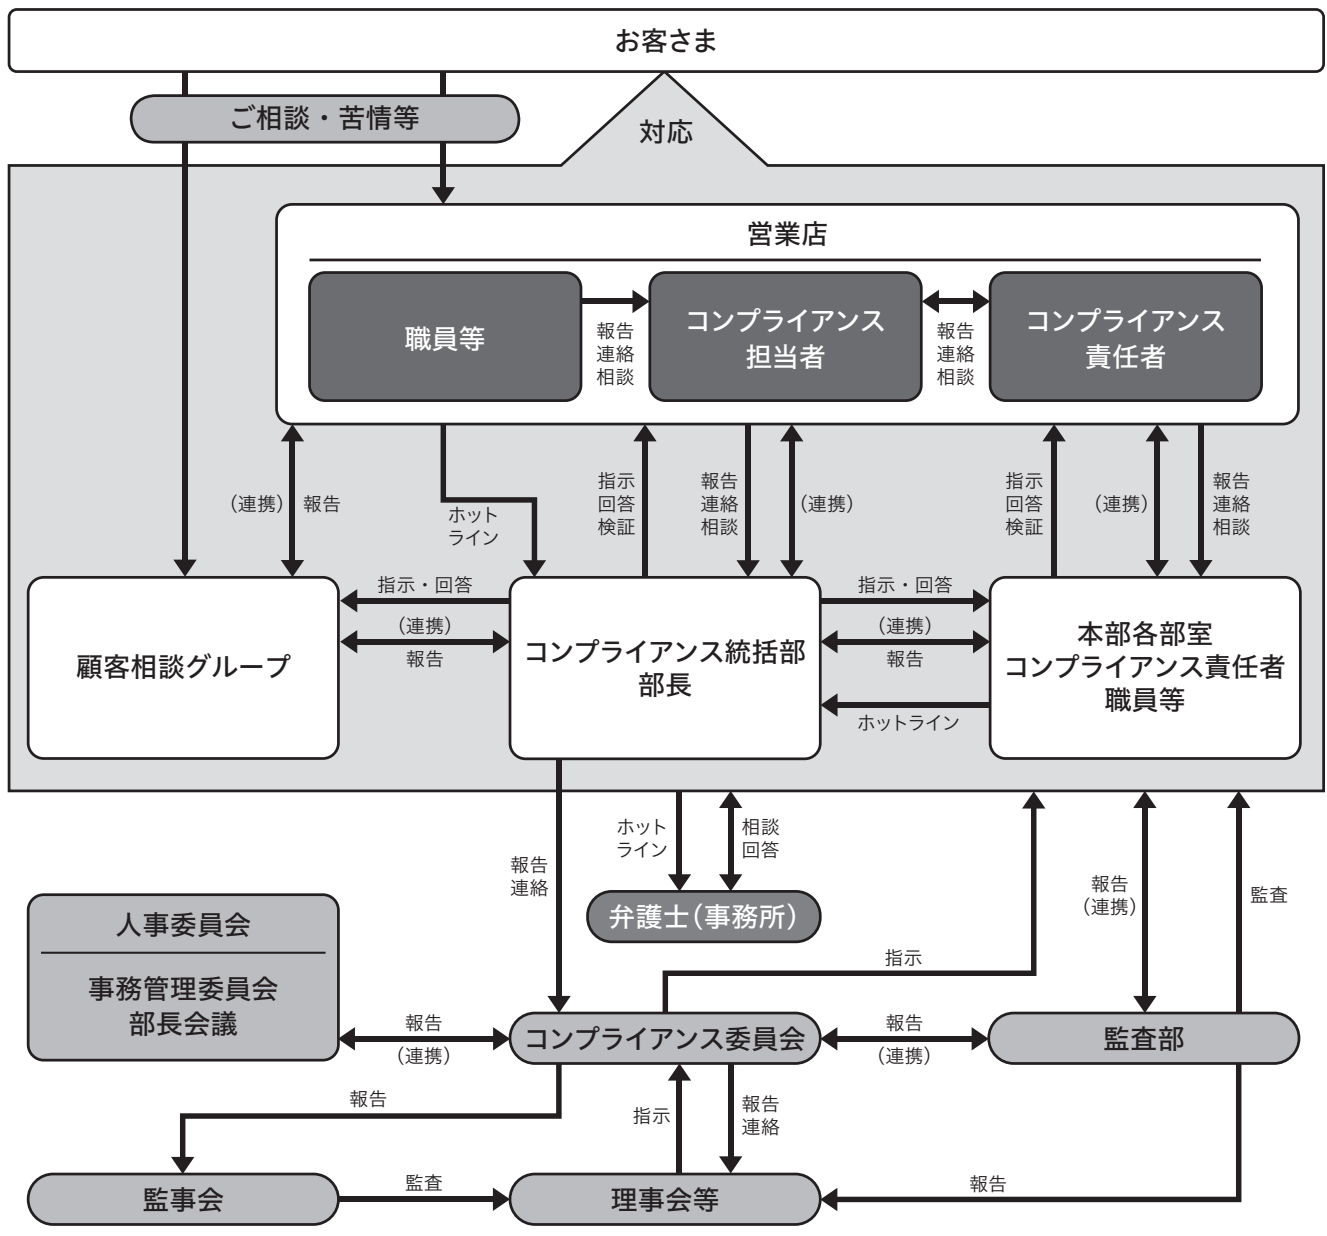 お客さま
ご相談・苦情等
対応
営業店
職員等
報告
連絡
相談
コンプライアンス
担当者
報告
連絡
相談
コンプライアンス
責任者
（連携）
報告
ホット
ライン
指示
回答
検証
報告
連絡
相談
（連携）
指示
回答
検証
（連携）
報告
連絡
相談
顧客相談グループ
指示・回答
（連携）
報告
コンプライアンス統括部
部長
指示・回答
（連携）
報告
ホットライン
本部各部室
コンプライアンス責任者
職員等
報告
連絡
ホット
ライン
相談
回答
弁護士（事務所）
報告
（連携）
監査
指示
人事委員会
事務管理委員会
部長会議
報告
（連携）
コンプライアンス委員会
報告
（連携）
監査部
報告
指示
報告
連絡
監事会
監査
理事会等
報告